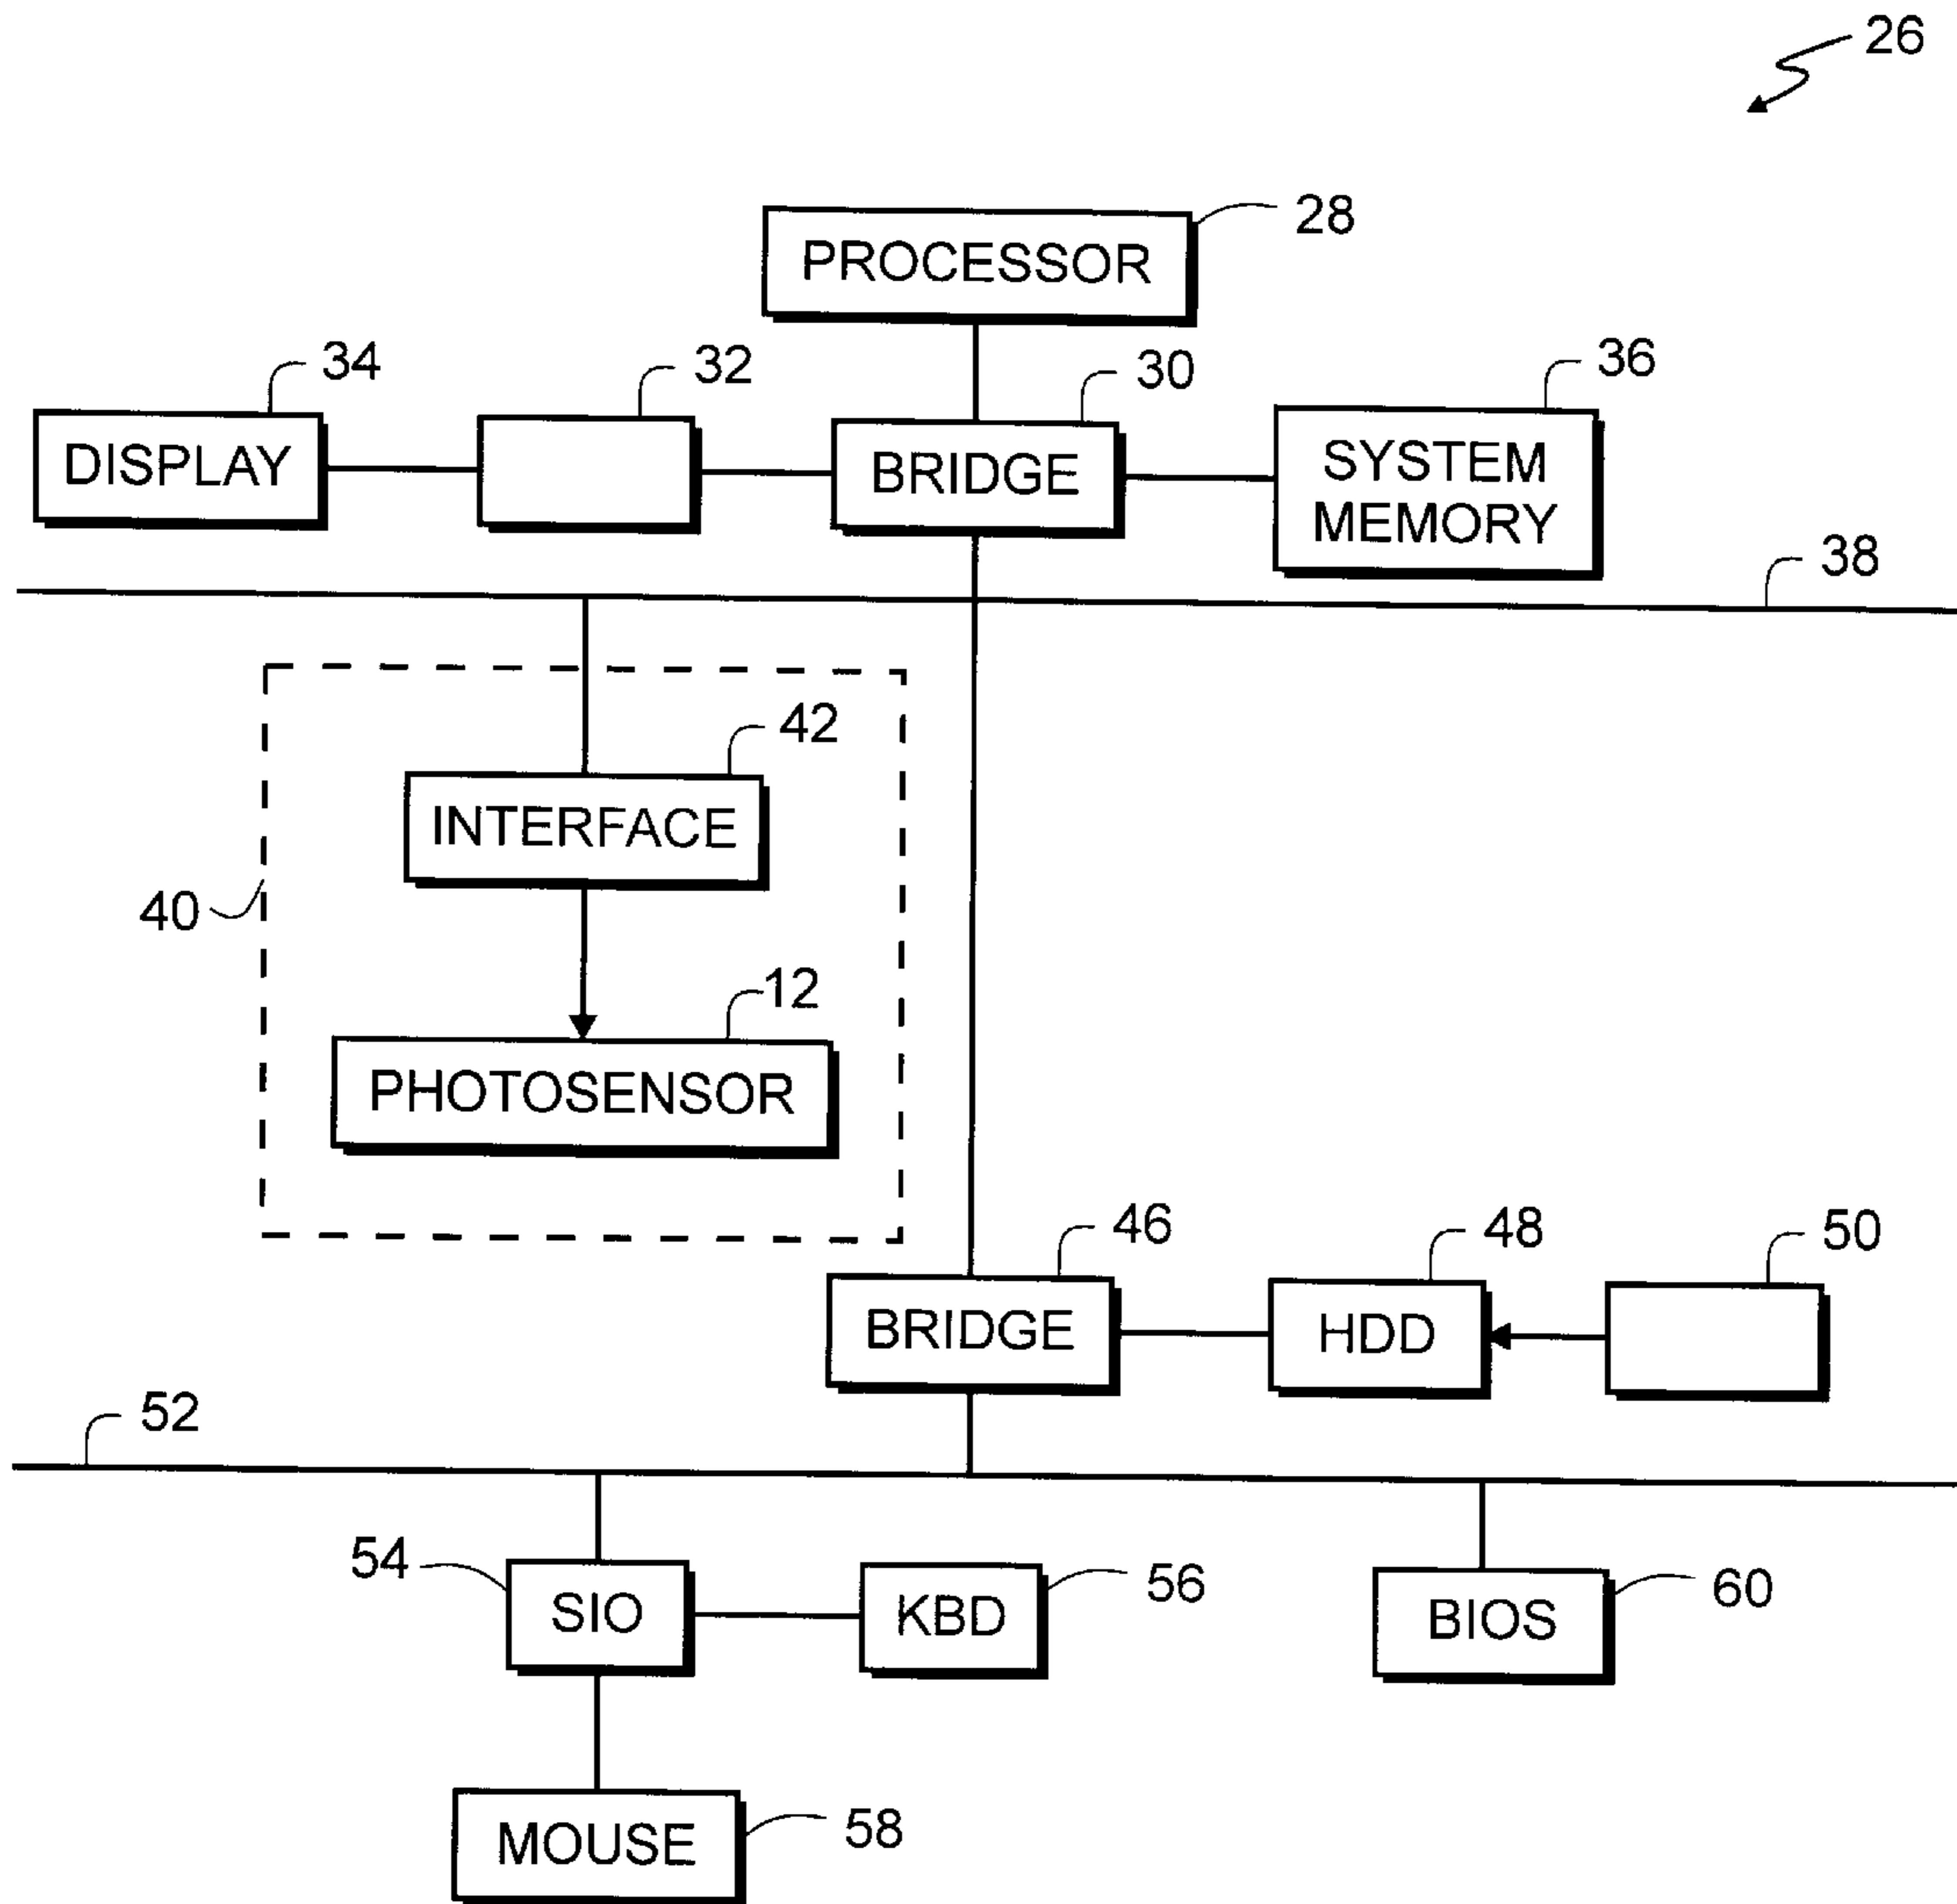 26
PROCESSOR
28
34
32
30
36
DISPLAY
BRIDGE
SYSTEM
MEMORY
38
42
INTERFACE
40
12
PHOTOSENSOR
46
48
50
BRIDGE
HDD
52
54
SIO
KBD
56
BIOS
60
MOUSE
58